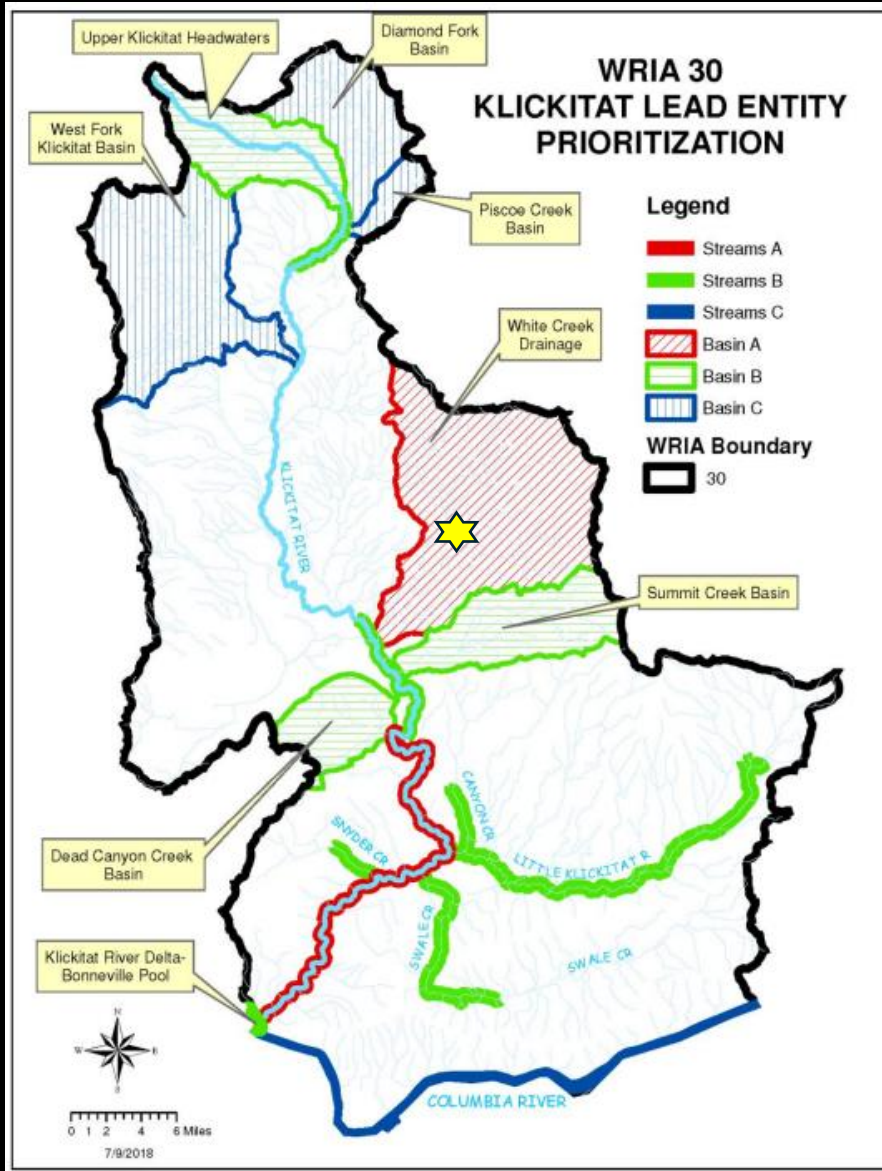 Upper Klickitat Headwaters
Diamond Fork
Basin
WRIA 30
KLICKITAT LEAD ENTITY
PRIORITIZATION
West Fork
Klickitat Basin
Piscoe Creek
Basin
Legend
Streams A
Streams B
Streams C
Basin A
Basin B
Basin C
WRIA Boundary
30
White Creek
Drainage
KLICKITAT RIVER
Summit Creek Basin
Dead Canyon Creek
Basin
CANYON CR
SNYDER CR
LITTLE KLICKITAT R
SWALE CR
SWALE CR
Klickitat River Delta-
Bonneville Pool
N
W E
S
COLUMBIA RIVER
0 1 2 4 6 Miles
7/9/2018